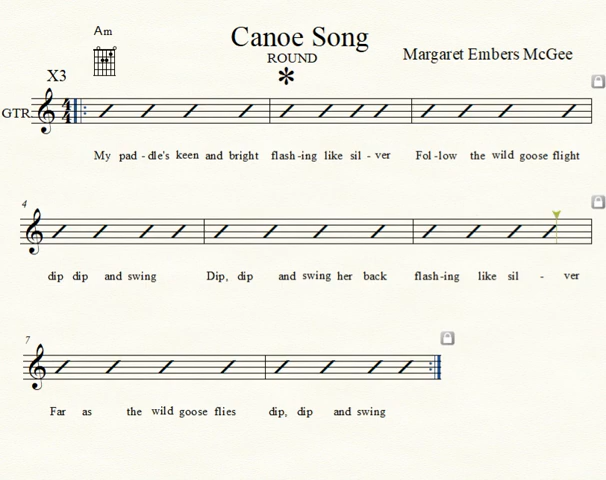 Am
Canoe Song
ROUND
Margaret Embers McGee
X3
*
GTR.
4
4
My pad - dle's keen and bright flash -ing like sil - ver Fol - low the wild goose flight
4
dip dip and swing Dip, dip and swing her back flash-ing like sil - ver
7
Far as the wild goose flies dip, dip and swing